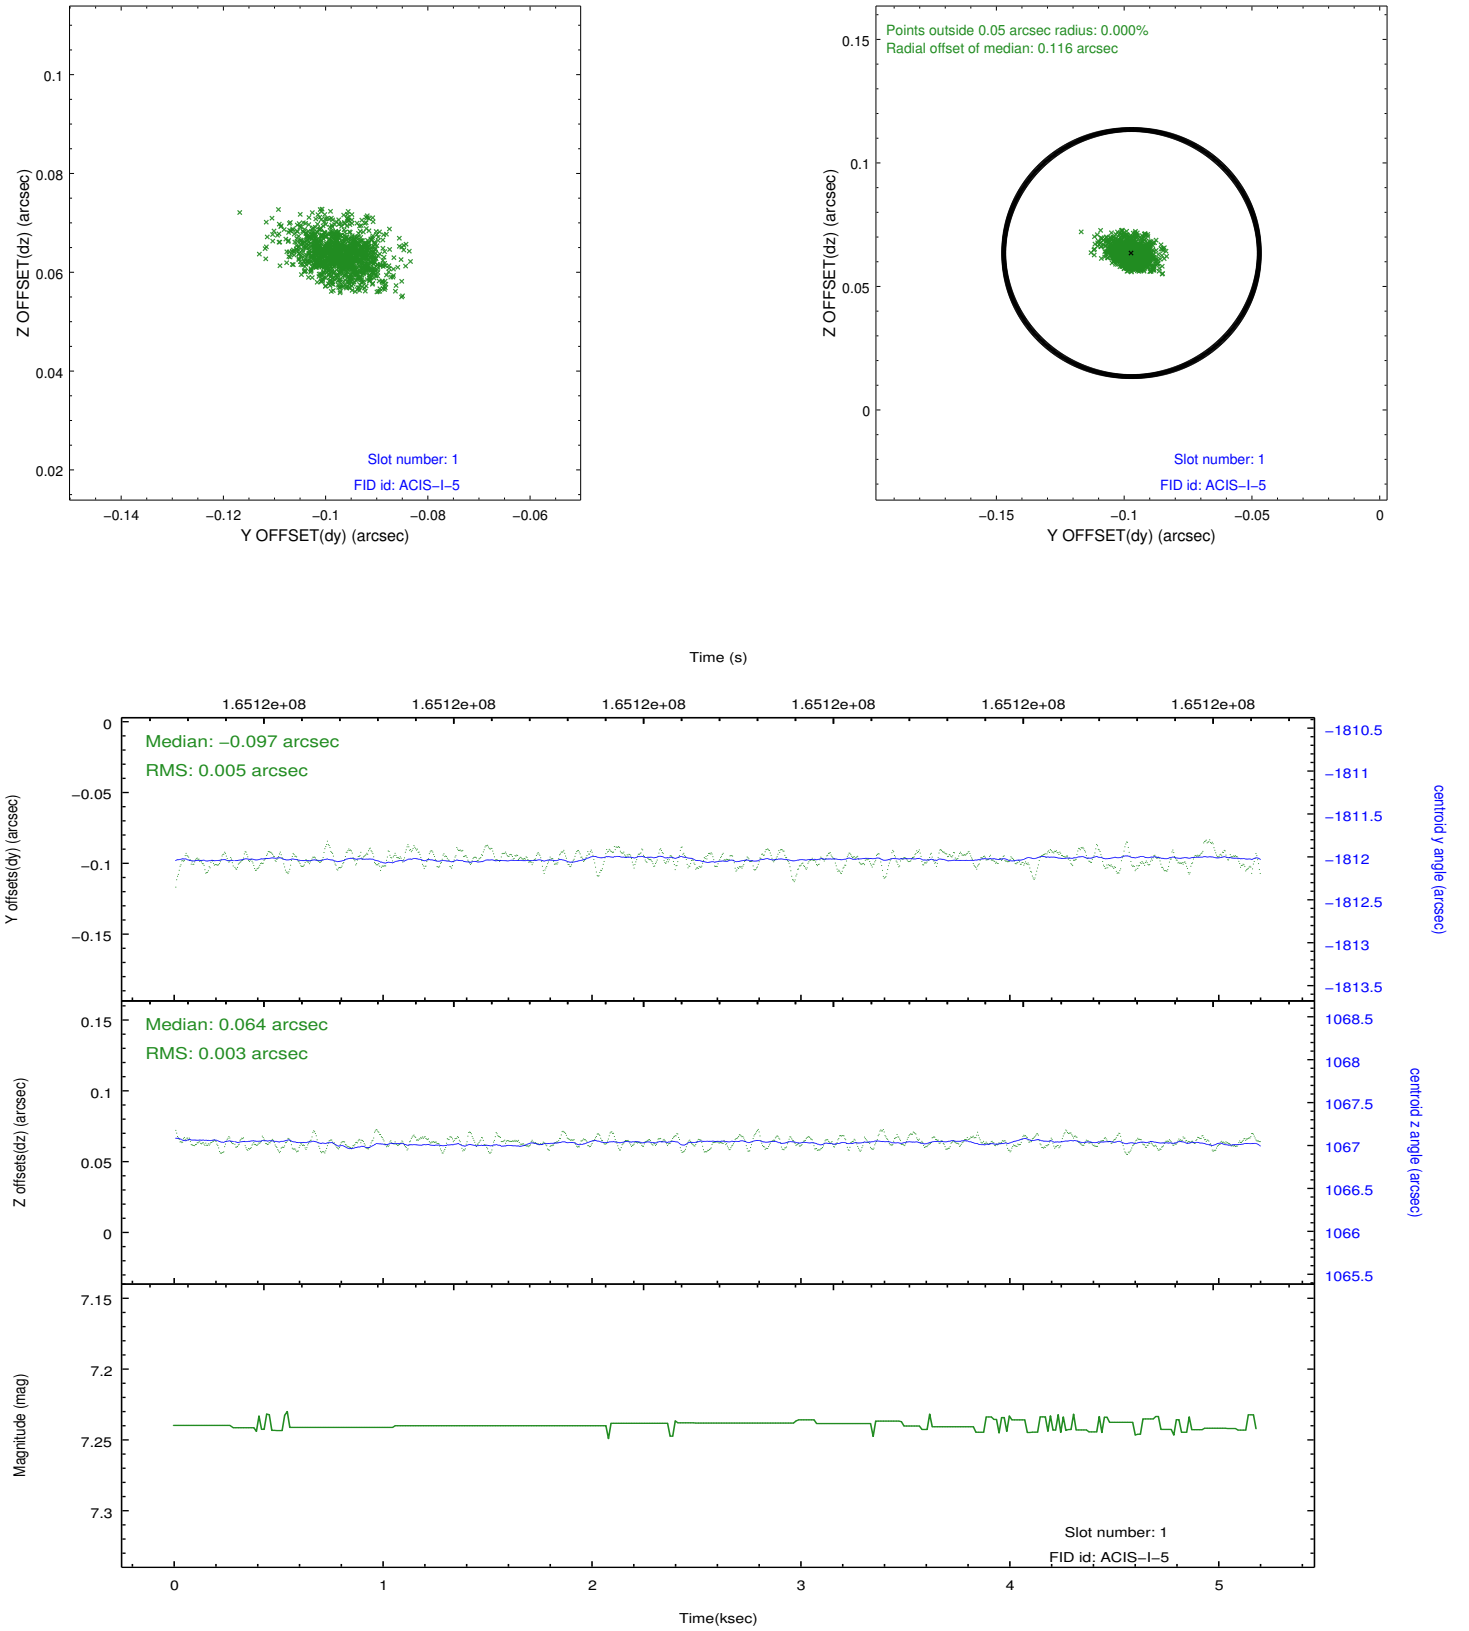 0.1
0.08
0.06
0.04
0.02
Z OFFSET(dz) (arcsec)
Slot number: 1
FID id: ACIS−I−5
−0.14
−0.12
−0.1
−0.08
−0.06
Y OFFSET(dy) (arcsec)
Points outside 0.05 arcsec radius: 0.000%
Radial offset of median: 0.116 arcsec
0.15
0.1
0.05
0
Z OFFSET(dz) (arcsec)
Slot number: 1
FID id: ACIS−I−5
−0.15
−0.1
−0.05
0
Y OFFSET(dy) (arcsec)
Time (s)
1.6512e+08
1.6512e+08
1.6512e+08
1.6512e+08
1.6512e+08
1.6512e+08
Median: −0.097 arcsec
RMS: 0.005 arcsec
0
−0.05
−0.1
−0.15
Y offsets(dy) (arcsec)
−1810.5
−1811
−1811.5
−1812
−1812.5
−1813
−1813.5
centroid y angle (arcsec)
Median: 0.064 arcsec
RMS: 0.003 arcsec
0.15
0.1
0.05
0
Z offsets(dz) (arcsec)
1068.5
1068
1067.5
1067
1066.5
1066
1065.5
centroid z angle (arcsec)
7.15
7.2
7.25
7.3
Magnitude (mag)
Slot number: 1
FID id: ACIS−I−5
0
1
2
3
4
5
Time(ksec)